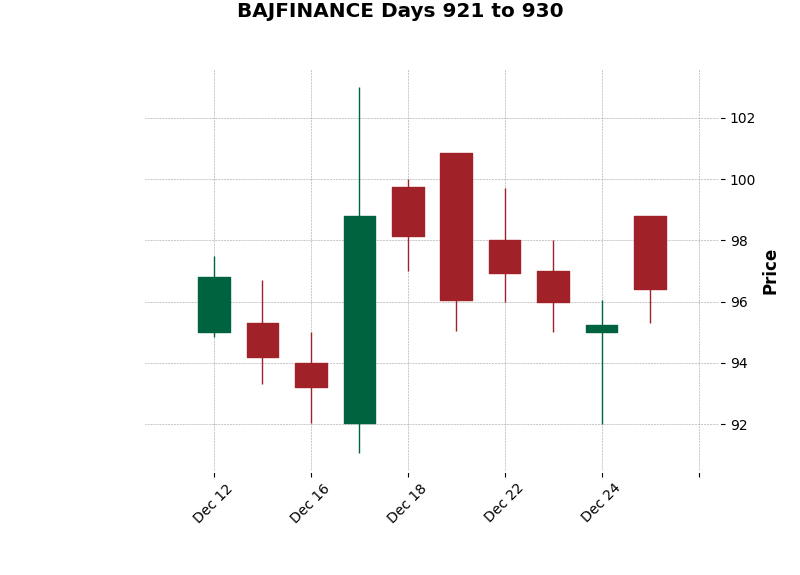 BAJFINANCE Days 921 to 930
102
100
98
96
94
92
Price
Dec 12
Dec 16
Dec 18
Dec 22
Dec 24